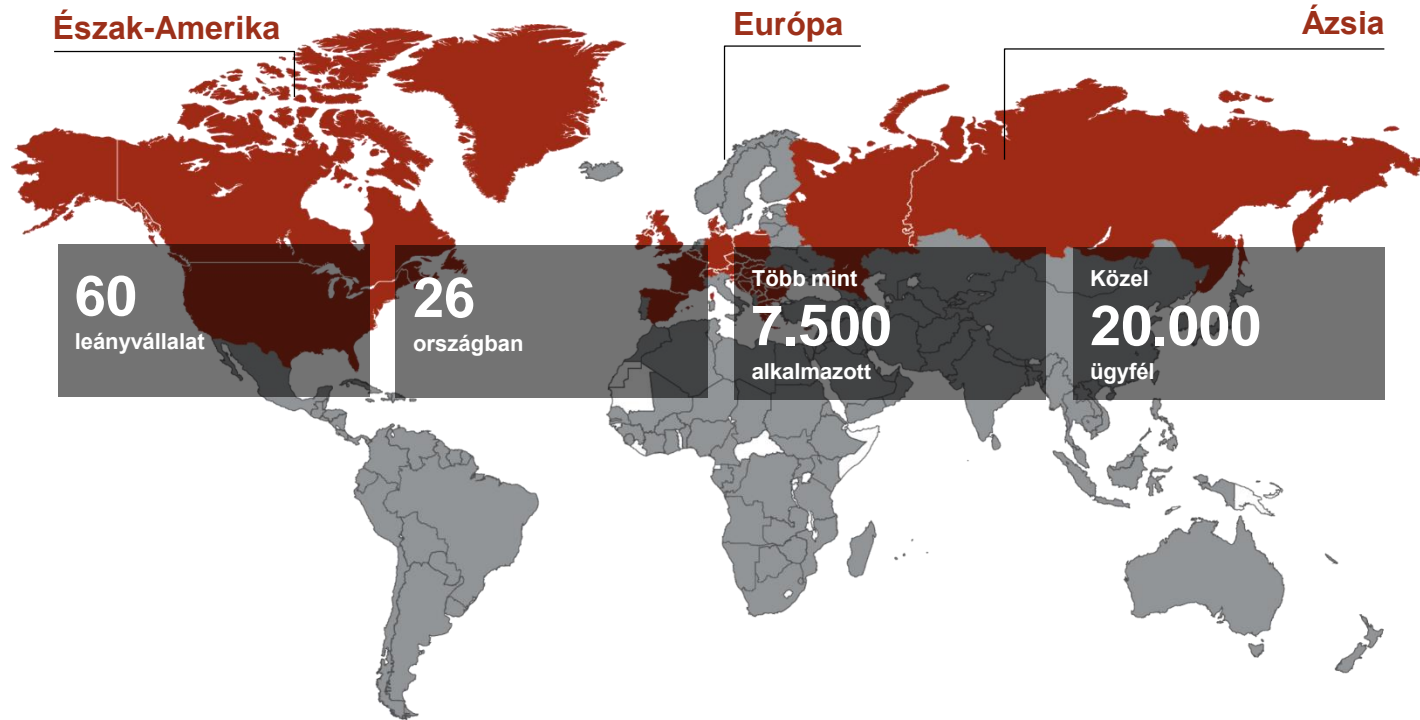 Észak-Amerika
Európa
Ázsia
60
leányvállalat
26
országban
Több mint
7.500
alkalmazott
Közel
20.000
ügyfél